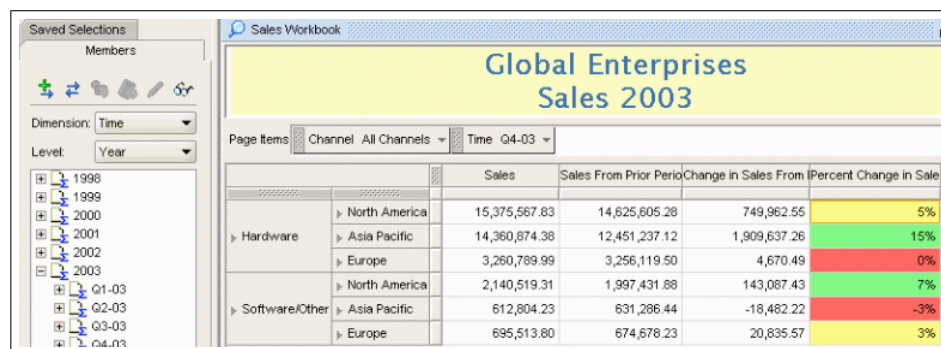 Saved Selections
Members
Dimension: Time
Level: Year
1998
1999
2000
2001
2002
2003
Q1-03
Q2-03
Q3-03
Q4-03
Sales Workbook
Global Enterprises
Sales 2003
Page Items Channel All Channels Time Q4-03
Sales Sales From Prior Perio Change in Sales From Percent Change in Sale
Hardware North America 15,375,567.83 14,625,605.28 749,962.55 5%
Asia Pacific 14,360,874.38 12,451,237.12 1,909,637.26 15%
Europe 3,260,789.99 3,256,119.50 4,670.49 0%
Software/Other North America 2,140,519.31 1,997,431.88 143,087.43 7%
Asia Pacific 612,804.23 631,286.44 -18,482.22 -3%
Europe 695,513.80 674,678.23 20,835.57 3%